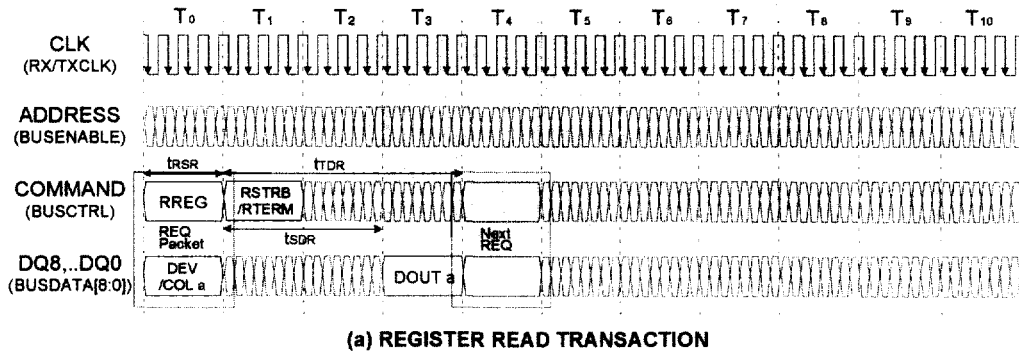 T0 T1 T2 T3 T4 T5 T6 T7 T8 T9 T10
CLK
(RX/TXCLK)
ADDRESS
(BUSENABLE)
tRSR tTDR
COMMAND
(BUSCTRL)
RREG RSTRB
/RTERM
REQ
Packet
tSDR
Next
REQ
DQ8,..DQ0
(BUSDATA[8:0])
DEV
/COL a
DOUT a
(a) REGISTER READ TRANSACTION